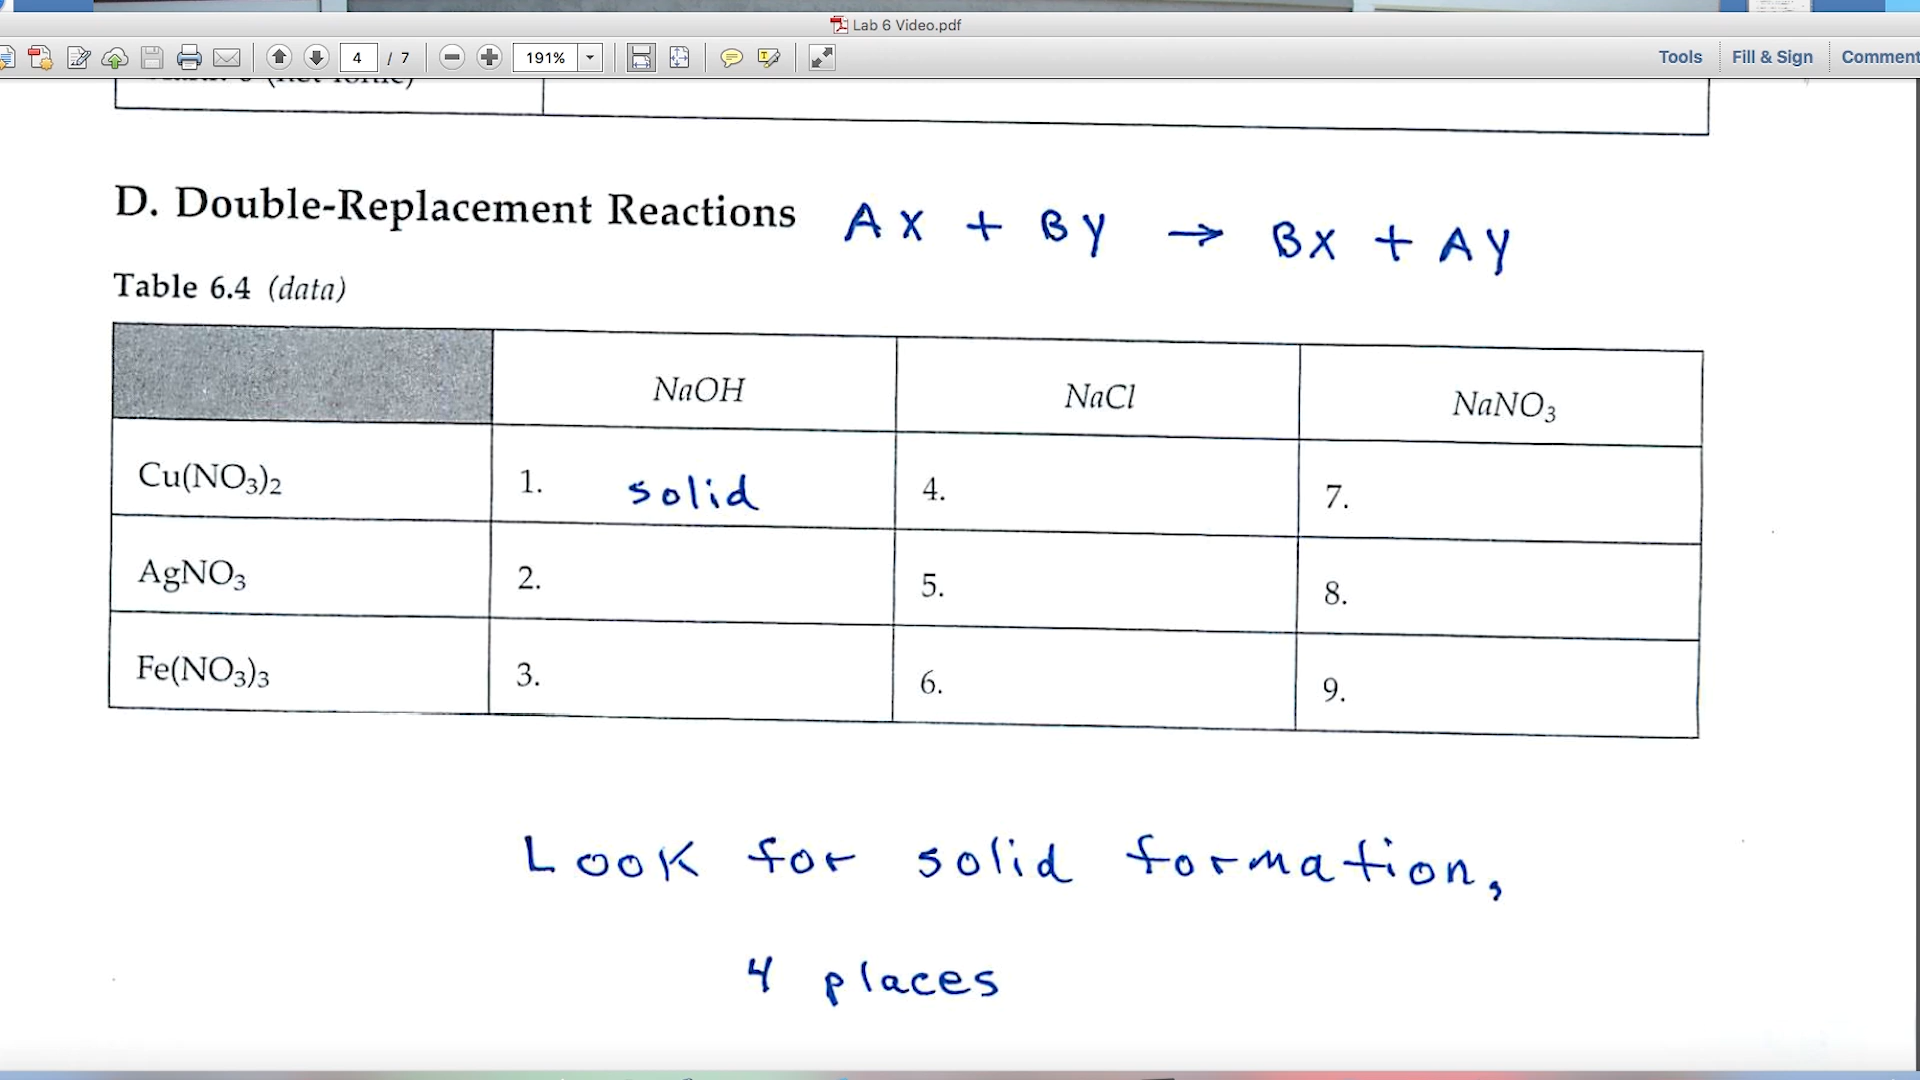 Lab 6 Video.pdf
4 / 7 191% Tools Fill & Sign Comment
D. Double-Replacement Reactions AX + BY → BX + AY
Table 6.4 (data)
NaOH NaCl NaNO₃
Cu(NO₃)₂ 1. solid 4. 7.
AgNO₃ 2. 5. 8.
Fe(NO₃)₃ 3. 6. 9.
Look for solid formation,
4 places